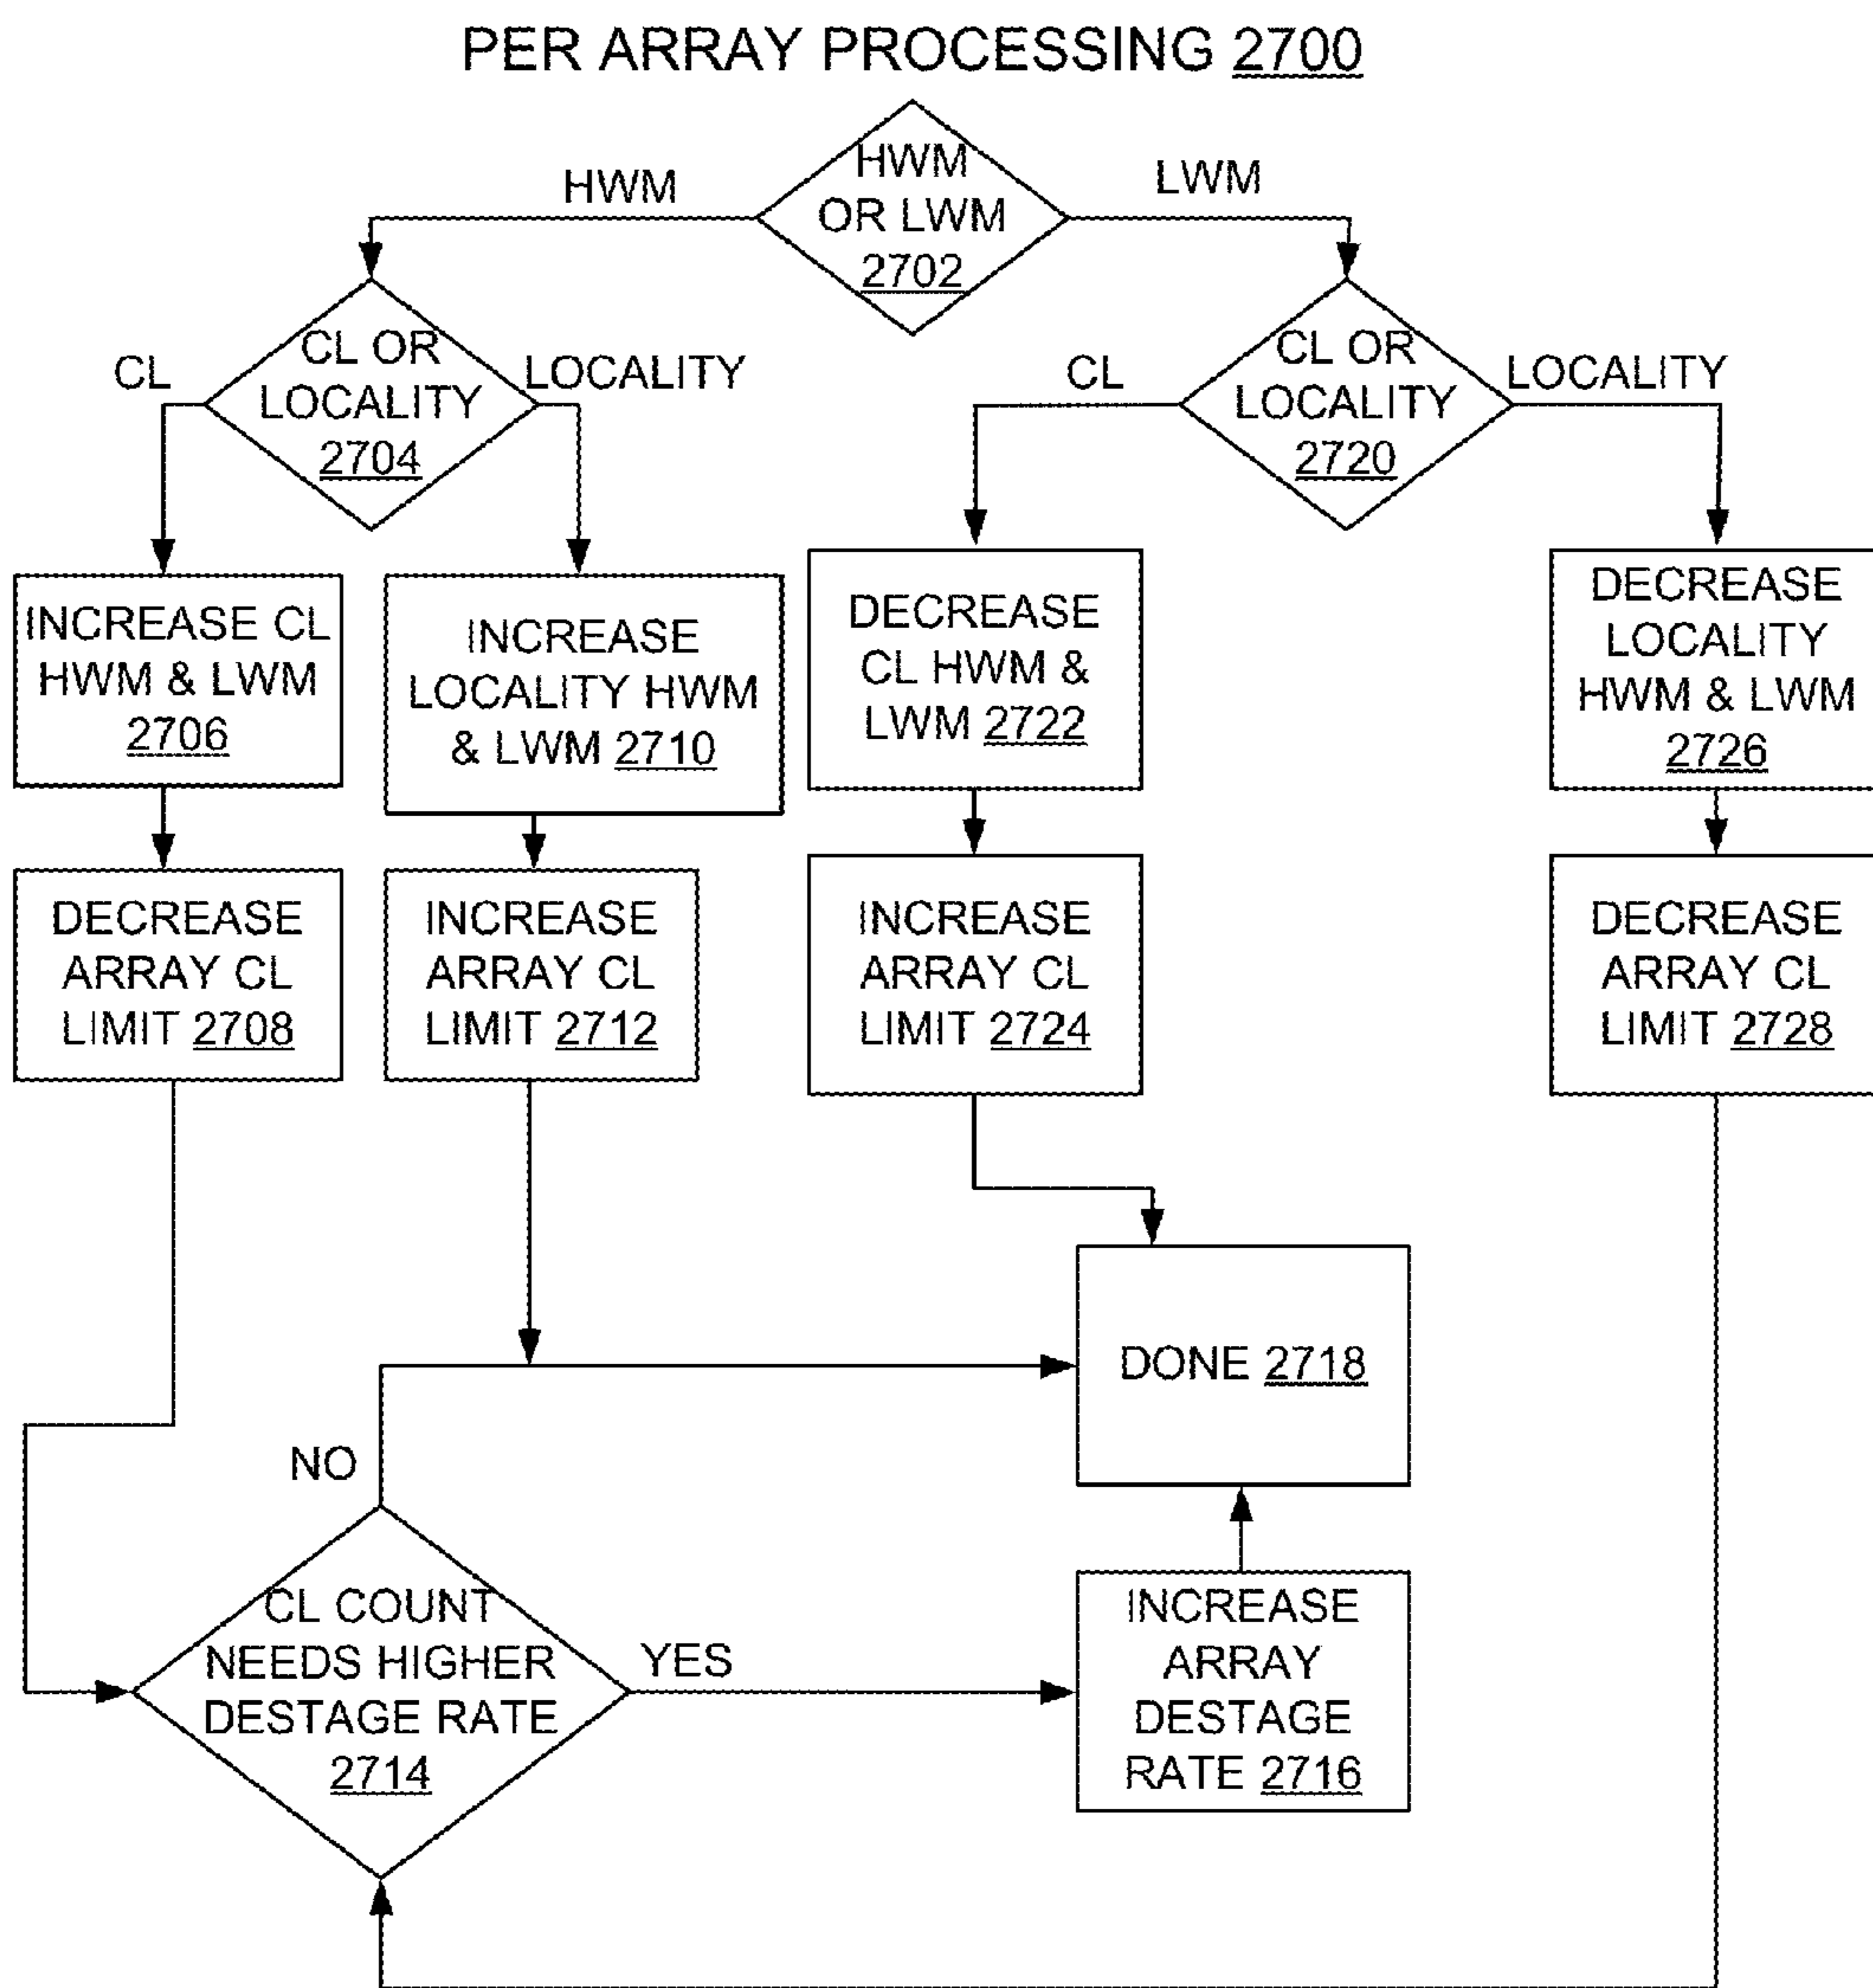 PER ARRAY PROCESSING 2700
HWM
OR LWM
2702
HWM
LWM
CL OR
LOCALITY
2704
CL
LOCALITY
CL OR
LOCALITY
2720
CL
LOCALITY
INCREASE CL
HWM & LWM
2706
INCREASE
LOCALITY HWM
& LWM 2710
DECREASE
CL HWM &
LWM 2722
DECREASE
LOCALITY
HWM & LWM
2726
DECREASE
ARRAY CL
LIMIT 2708
INCREASE
ARRAY CL
LIMIT 2712
INCREASE
ARRAY CL
LIMIT 2724
DECREASE
ARRAY CL
LIMIT 2728
DONE 2718
NO
CL COUNT
NEEDS HIGHER
DESTAGE RATE
2714
YES
INCREASE
ARRAY
DESTAGE
RATE 2716